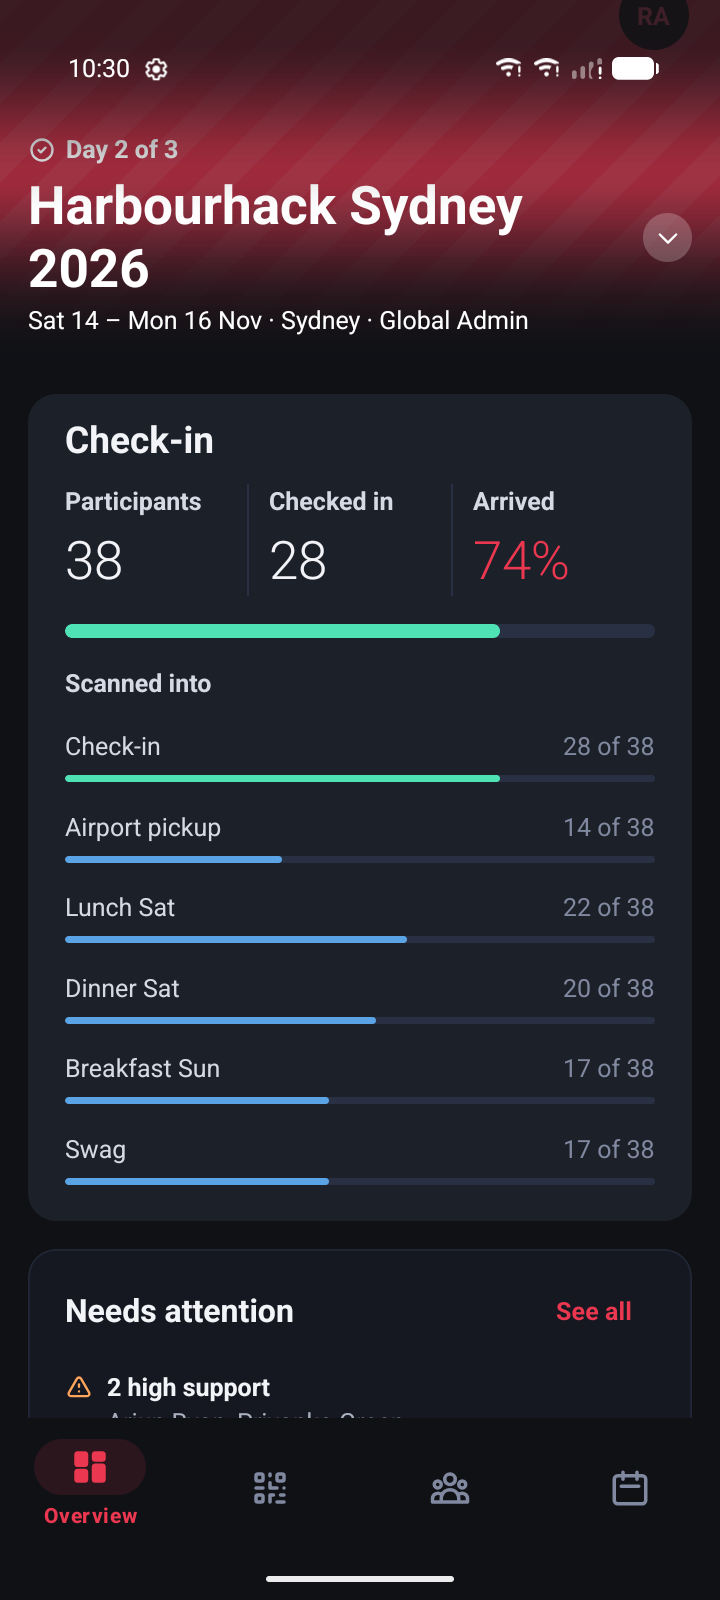 RA
10:30
Day 2 of 3
Harbourhack Sydney
2026
Sat 14 – Mon 16 Nov · Sydney · Global Admin
Check-in
Participants Checked in Arrived
38 28 74%
Scanned into
Check-in 28 of 38
Airport pickup 14 of 38
Lunch Sat 22 of 38
Dinner Sat 20 of 38
Breakfast Sun 17 of 38
Swag 17 of 38
Needs attention See all
2 high support
Overview